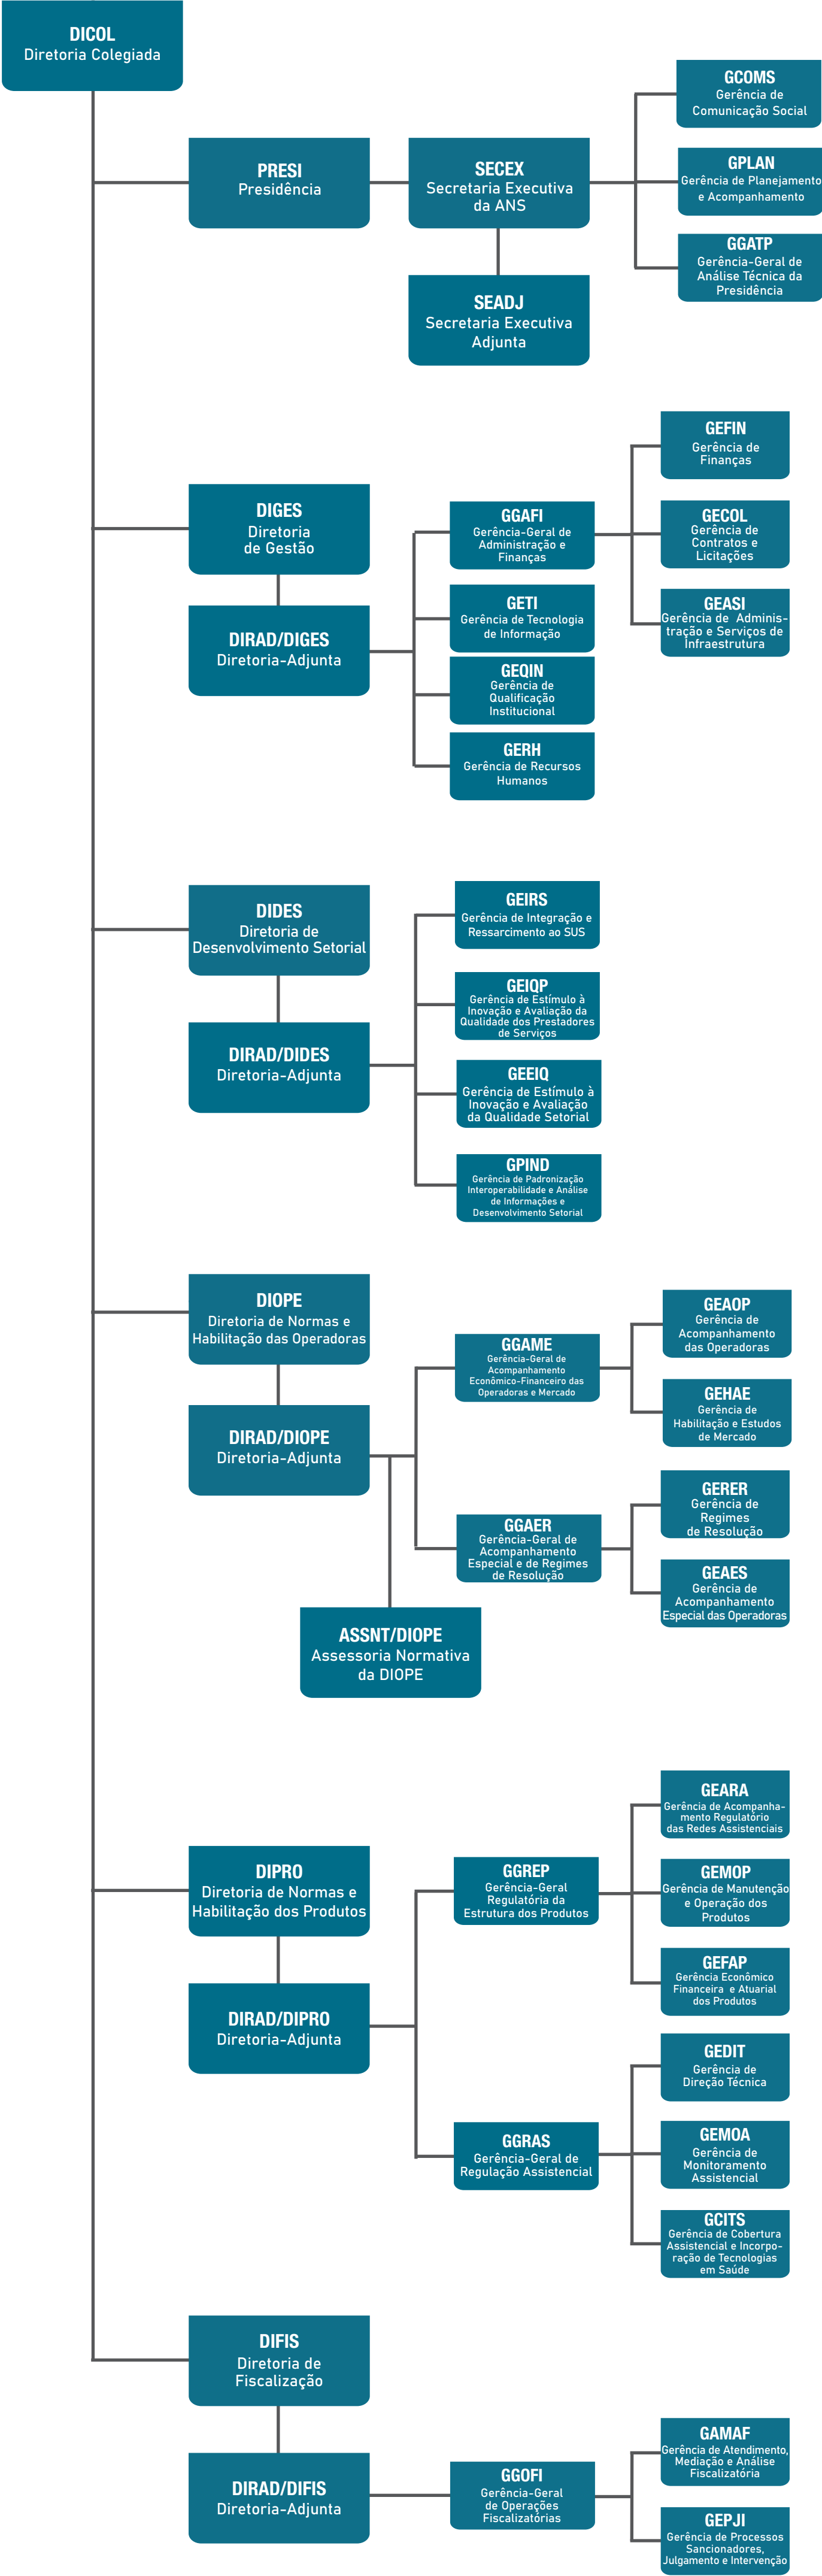 DICOL
Diretoria Colegiada
PRESI
Presidência
SECEX
Secretaria Executiva
da ANS
SEADJ
Secretaria Executiva
Adjunta
GCOMS
Gerência de
Comunicação Social
GPLAN
Gerência de Planejamento
e Acompanhamento
GGATP
Gerência-Geral de
Análise Técnica da
Presidência
DIGES
Diretoria
de Gestão
DIRAD/DIGES
Diretoria-Adjunta
GGAFI
Gerência-Geral de
Administração e
Finanças
GETI
Gerência de Tecnologia
de Informação
GEQIN
Gerência de
Qualificação
Institucional
GERH
Gerência de Recursos
Humanos
GEFIN
Gerência de
Finanças
GECOL
Gerência de
Contratos e
Licitações
GEASI
Gerência de Adminis-
tração e Serviços de
Infraestrutura
DIDES
Diretoria de
Desenvolvimento Setorial
DIRAD/DIDES
Diretoria-Adjunta
GEIRS
Gerência de Integração e
Ressarcimento ao SUS
GEIQP
Gerência de Estímulo à
Inovação e Avaliação da
Qualidade dos Prestadores
de Serviços
GEEIQ
Gerência de Estímulo à
Inovação e Avaliação
da Qualidade Setorial
GPIND
Gerência de Padronização
Interoperabilidade e Análise
de Informações e
Desenvolvimento Setorial
DIOPE
Diretoria de Normas e
Habilitação das Operadoras
DIRAD/DIOPE
Diretoria-Adjunta
GGAME
Gerência-Geral de
Acompanhamento
Econômico-Financeiro das
Operadoras e Mercado
GEAOP
Gerência de
Acompanhamento
das Operadoras
GEHAE
Gerência de
Habilitação e Estudos
de Mercado
GGAER
Gerência-Geral de
Acompanhamento
Especial e de Regimes
de Resolução
GERER
Gerência de
Regimes
de Resolução
GEAES
Gerência de
Acompanhamento
Especial das Operadoras
ASSNT/DIOPE
Assessoria Normativa
da DIOPE
DIPRO
Diretoria de Normas e
Habilitação dos Produtos
DIRAD/DIPRO
Diretoria-Adjunta
GGREP
Gerência-Geral
Regulatória da
Estrutura dos Produtos
GEARA
Gerência de Acompanha-
mento Regulatório
das Redes Assistenciais
GEMOP
Gerência de Manutenção
e Operação dos
Produtos
GEFAP
Gerência Econômico
Financeira e Atuarial
dos Produtos
GGRAS
Gerência-Geral de
Regulação Assistencial
GEDIT
Gerência de
Direção Técnica
GEMOA
Gerência de
Monitoramento
Assistencial
GCITS
Gerência de Cobertura
Assistencial e Incorpo-
ração de Tecnologias
em Saúde
DIFIS
Diretoria de
Fiscalização
DIRAD/DIFIS
Diretoria-Adjunta
GGOFI
Gerência-Geral
de Operações
Fiscalizatórias
GAMAF
Gerência de Atendimento,
Mediação e Análise
Fiscalizatória
GEPJI
Gerência de Processos
Sancionadores,
Julgamento e Intervenção